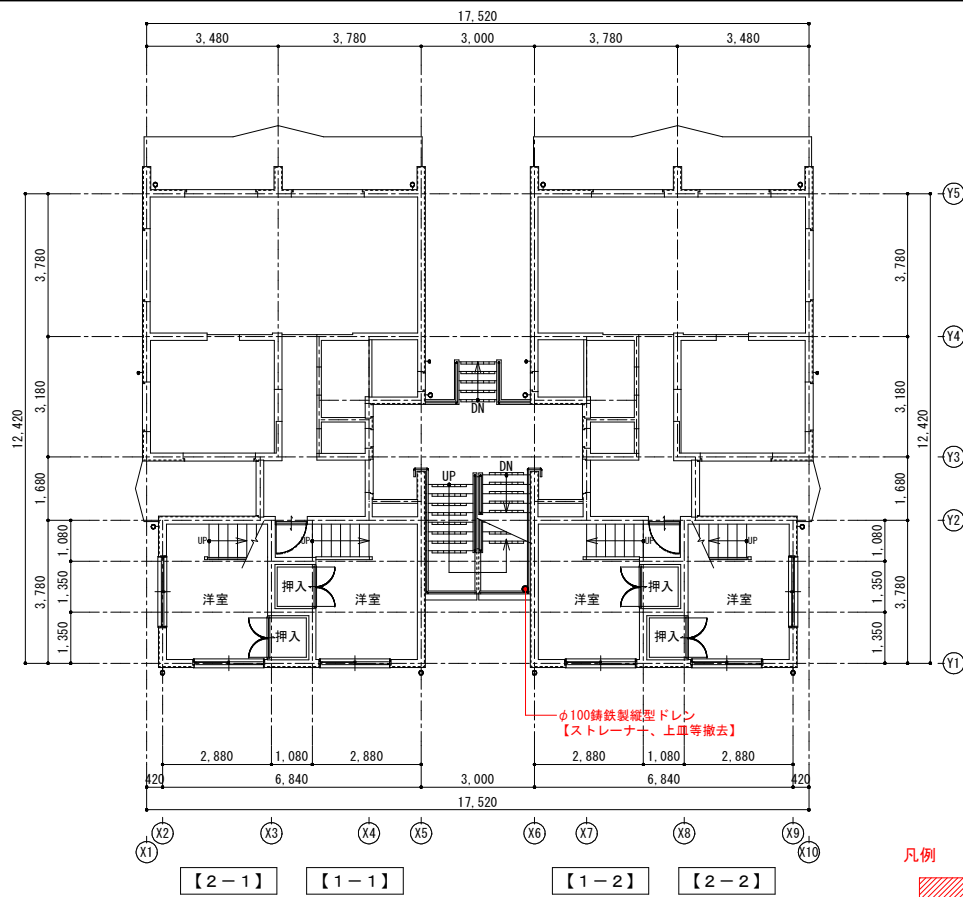 17,520
3,480 3,780 3,000 3,780 3,480
Y5
3,780 3,780
Y4
3,180 3,180
DN
12,420 12,420
Y3
UP DN
1,680 1,680
Y2
UP UP UP UP
1,080 1,080
押入 押入
3,780 1,350 洋室 洋室 洋室 洋室 1,350 3,780
押入 押入
1,350 1,350
Y1
φ100鋳鉄製縦型ドレン
【ストレーナー、上皿等撤去】
2,880 1,080 2,880 2,880 1,080 2,880
420 6,840 3,000 6,840 420
17,520
X2 X3 X4 X5 X6 X7 X8 X9
X1 X10
凡例
【2-1】 【1-1】 【1-2】 【2-2】